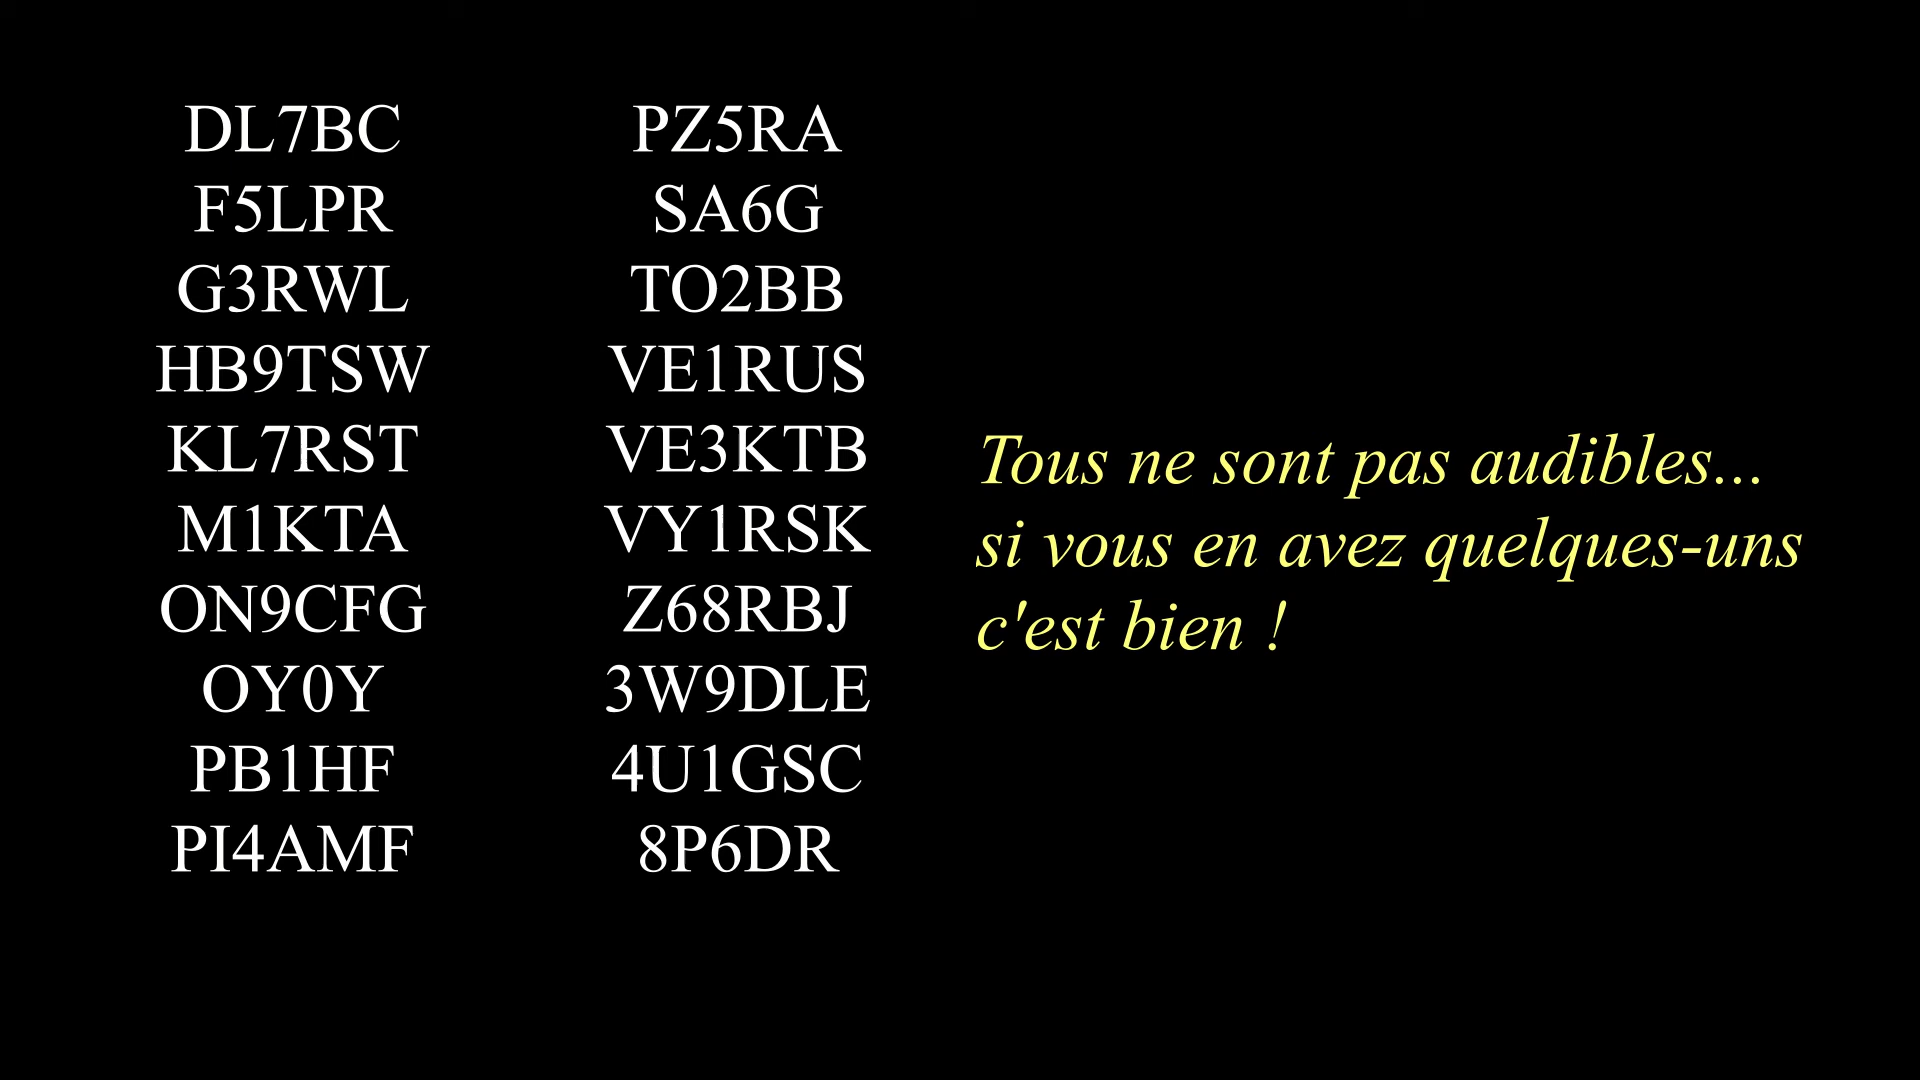 DL7BC
F5LPR
G3RWL
HB9TSW
KL7RST
M1KTA
ON9CFG
OY0Y
PB1HF
PI4AMF
PZ5RA
SA6G
TO2BB
VE1RUS
VE3KTB
VY1RSK
Z68RBJ
3W9DLE
4U1GSC
8P6DR
Tous ne sont pas audibles...
si vous en avez quelques-uns
c'est bien !